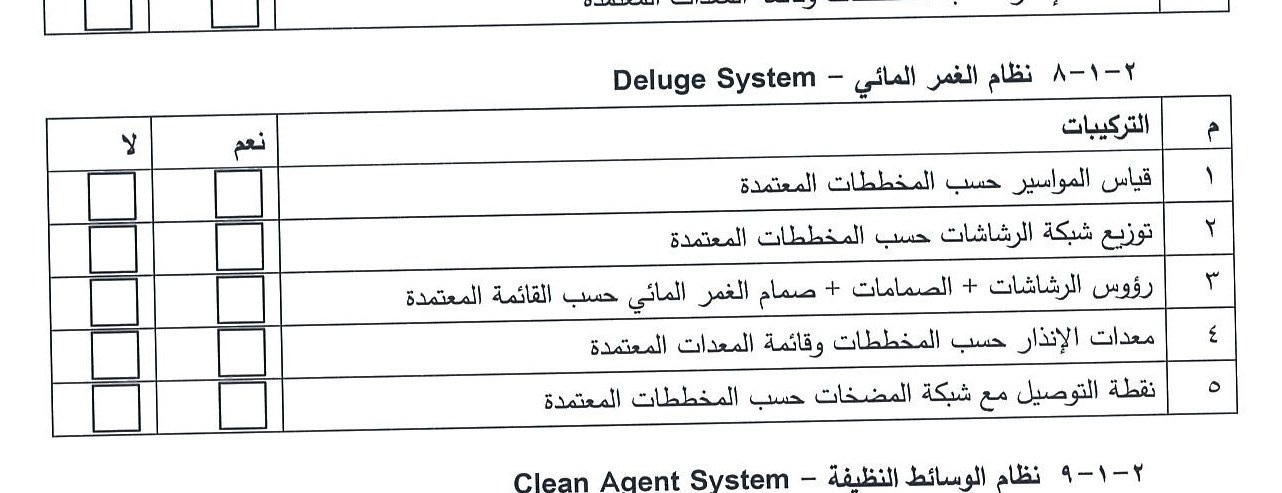 المعتمدة
٢-١-٨ نظام الغمر المائي – Deluge System
م التركيبات نعم لا
١ قياس المواسير حسب المخططات المعتمدة
٢ توزيع شبكة الرشاشات حسب المخططات المعتمدة
٣ رؤوس الرشاشات + الصمامات + صمام الغمر المائي حسب القائمة المعتمدة
٤ معدات الإنذار حسب المخططات وقائمة المعدات المعتمدة
٥ نقطة التوصيل مع شبكة المضخات حسب المخططات المعتمدة
٢-١-٩ نظام الوسائط النظيفة – Clean Agent System